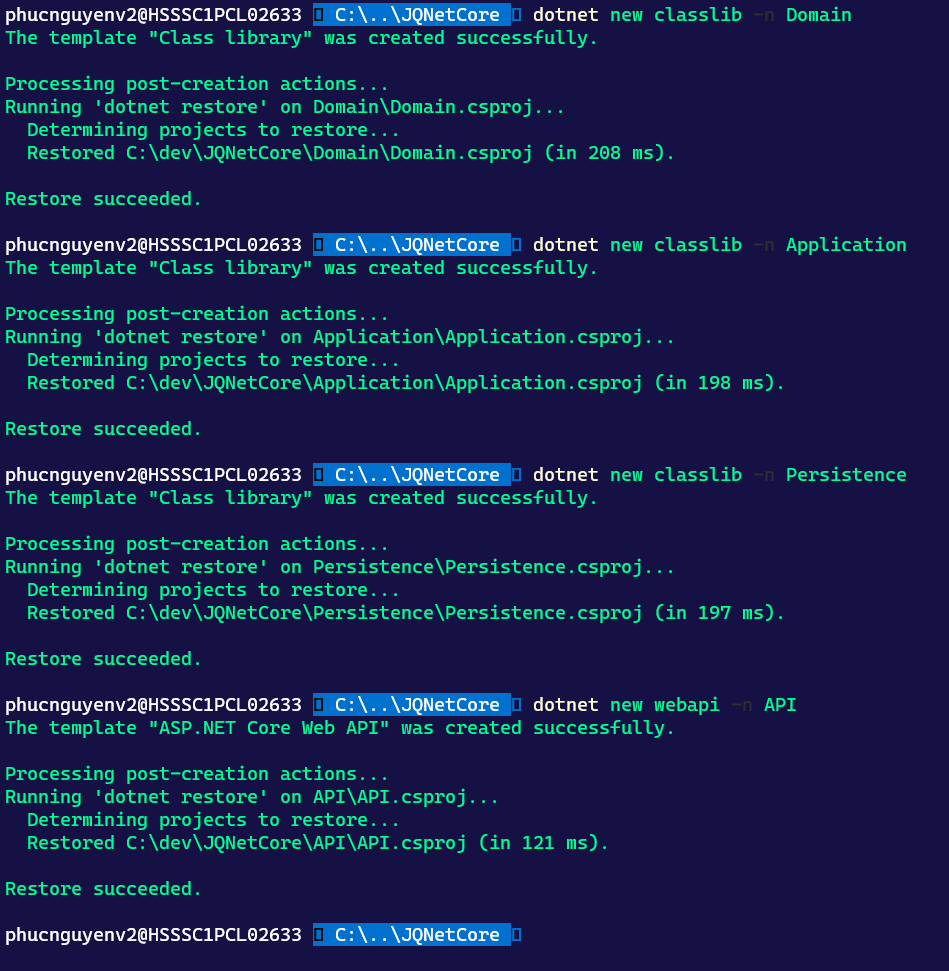 phucnguyenv2@HSSSC1PCL02633 C:\..\JQNetCore dotnet new classlib -n Domain
The template "Class library" was created successfully.
Processing post-creation actions...
Running 'dotnet restore' on Domain\Domain.csproj...
Determining projects to restore...
Restored C:\dev\JQNetCore\Domain\Domain.csproj (in 208 ms).
Restore succeeded.
phucnguyenv2@HSSSC1PCL02633 C:\..\JQNetCore dotnet new classlib -n Application
The template "Class library" was created successfully.
Processing post-creation actions...
Running 'dotnet restore' on Application\Application.csproj...
Determining projects to restore...
Restored C:\dev\JQNetCore\Application\Application.csproj (in 198 ms).
Restore succeeded.
phucnguyenv2@HSSSC1PCL02633 C:\..\JQNetCore dotnet new classlib -n Persistence
The template "Class library" was created successfully.
Processing post-creation actions...
Running 'dotnet restore' on Persistence\Persistence.csproj...
Determining projects to restore...
Restored C:\dev\JQNetCore\Persistence\Persistence.csproj (in 197 ms).
Restore succeeded.
phucnguyenv2@HSSSC1PCL02633 C:\..\JQNetCore dotnet new webapi -n API
The template "ASP.NET Core Web API" was created successfully.
Processing post-creation actions...
Running 'dotnet restore' on API\API.csproj...
Determining projects to restore...
Restored C:\dev\JQNetCore\API\API.csproj (in 121 ms).
Restore succeeded.
phucnguyenv2@HSSSC1PCL02633 C:\..\JQNetCore